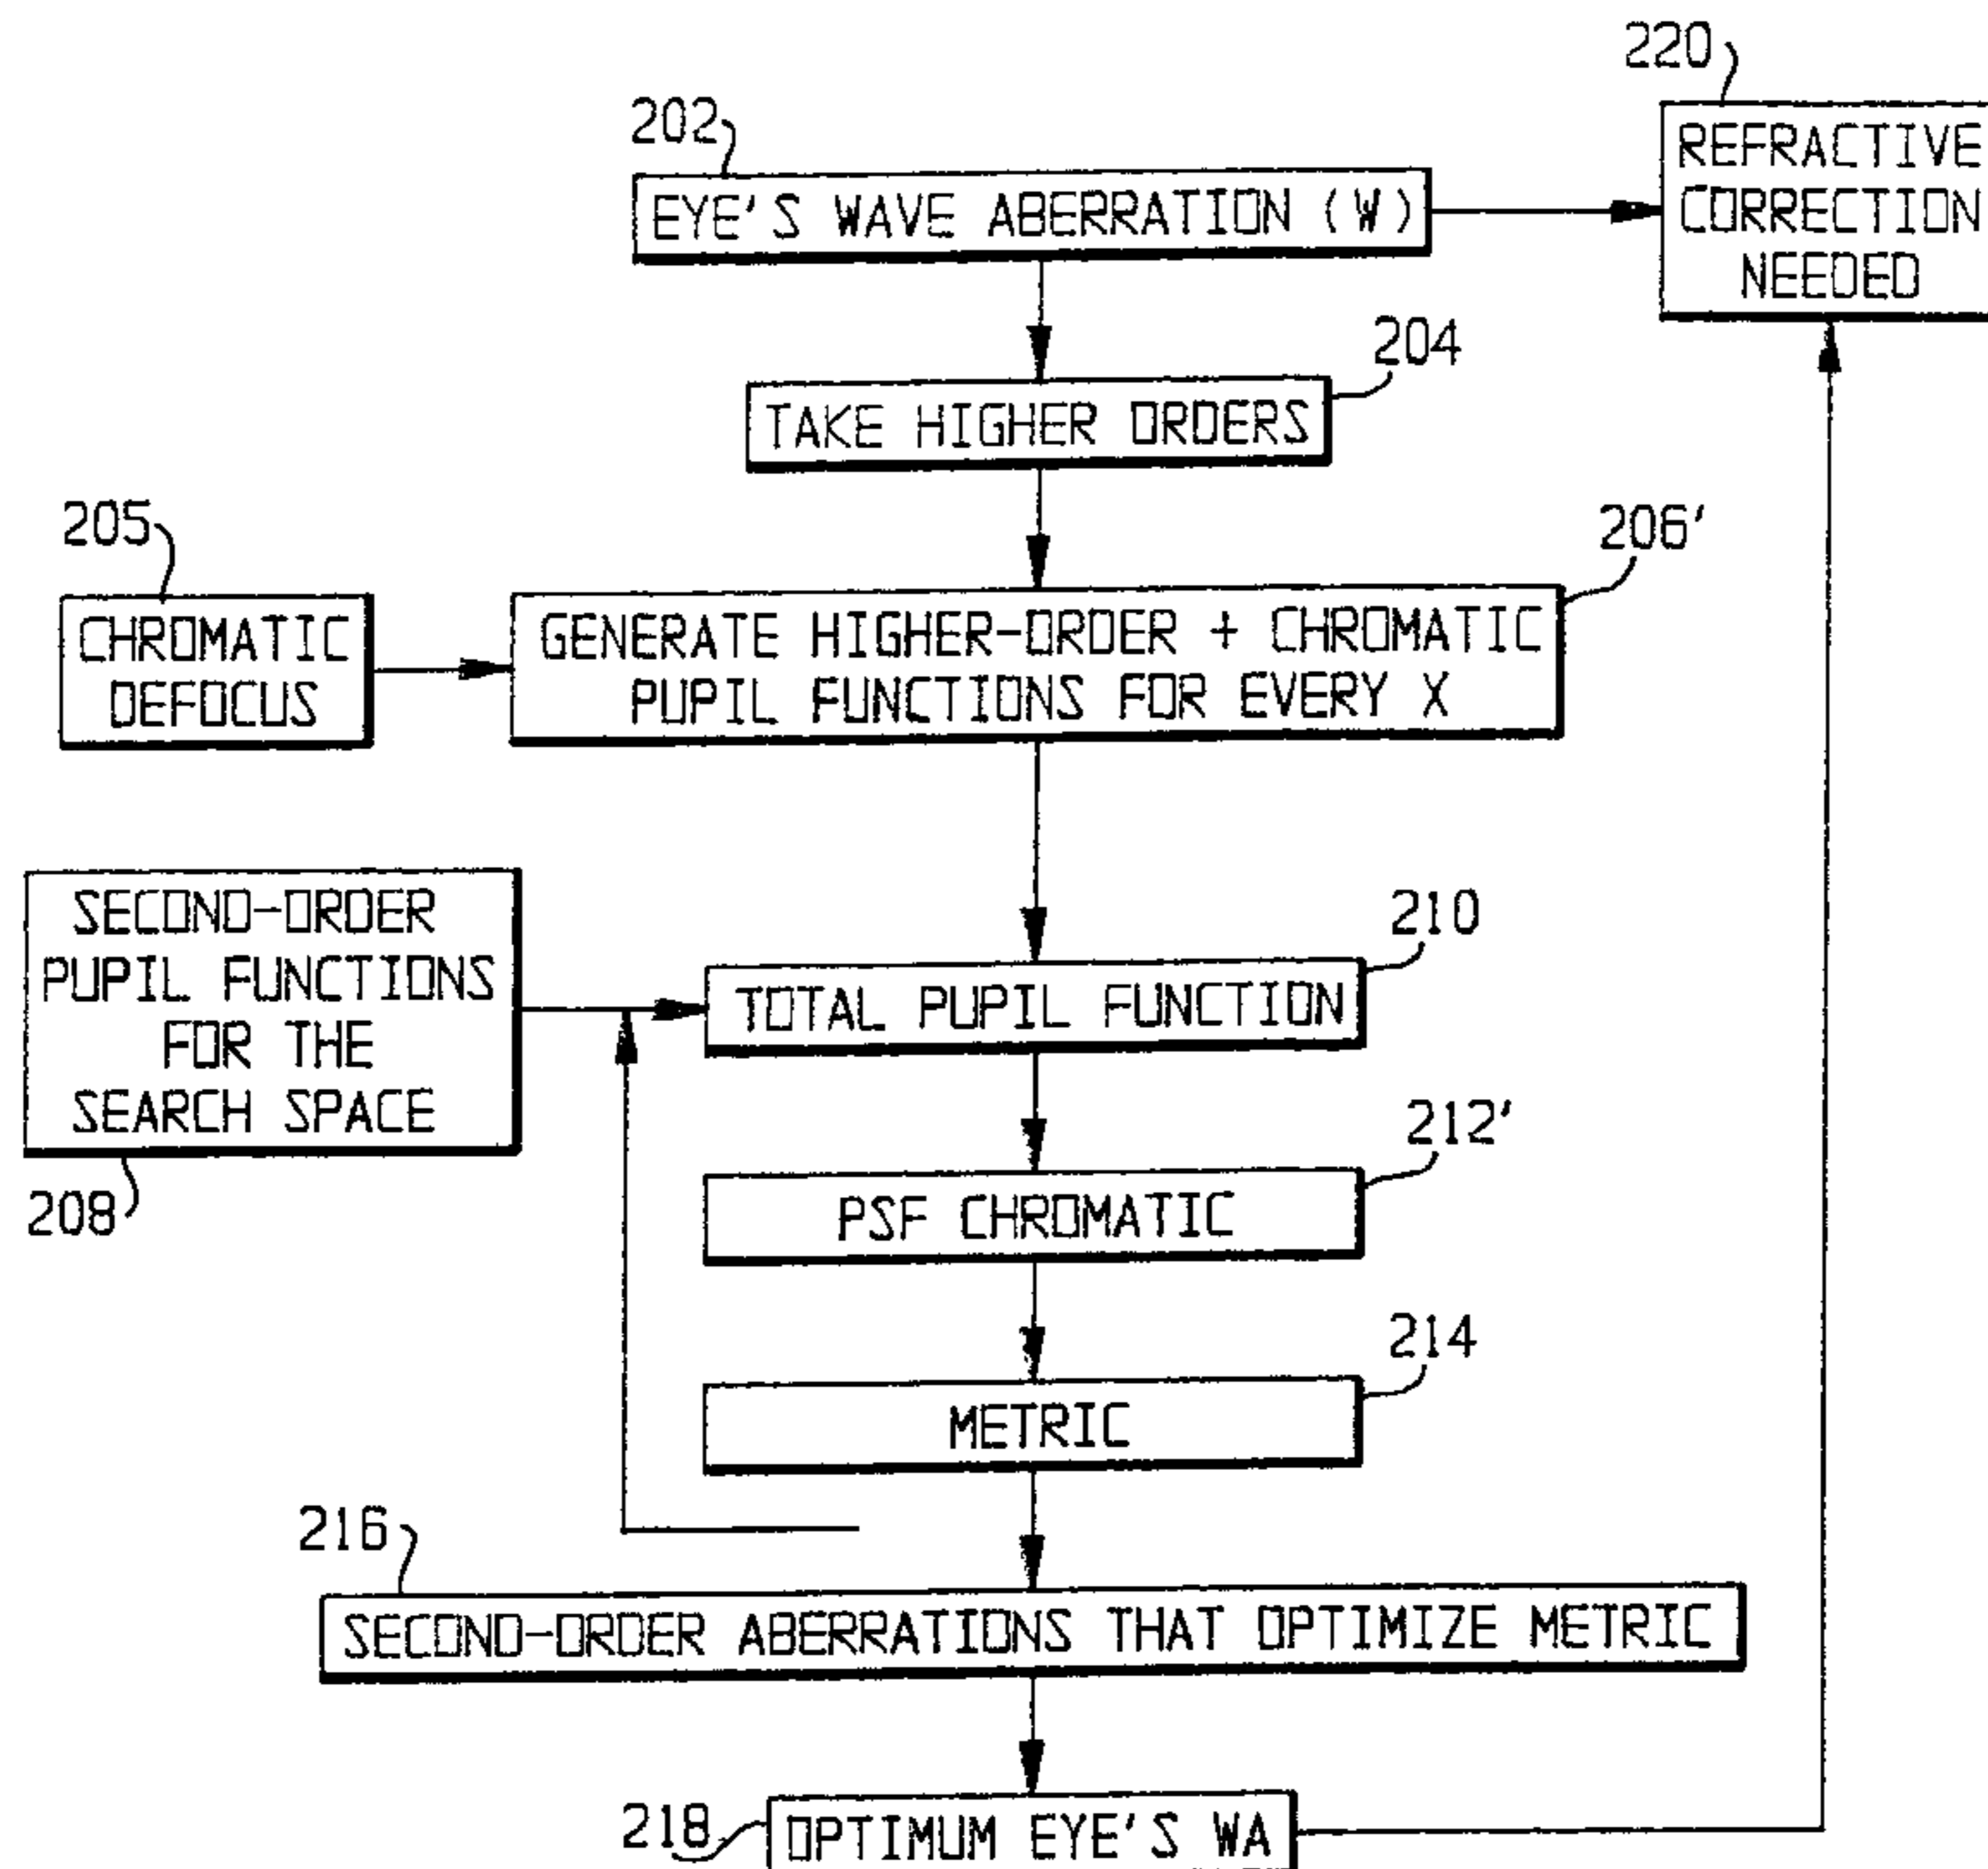 220
REFRACTIVE
CORRECTION
NEEDED
202
EYE'S WAVE ABERRATION (W)
204
TAKE HIGHER ORDERS
205
CHROMATIC
DEFOCUS
206'
GENERATE HIGHER-ORDER + CHROMATIC
PUPIL FUNCTIONS FOR EVERY X
SECOND-ORDER
PUPIL FUNCTIONS
FOR THE
SEARCH SPACE
208
210
TOTAL PUPIL FUNCTION
212'
PSF CHROMATIC
214
METRIC
216
SECOND-ORDER ABERRATIONS THAT OPTIMIZE METRIC
218
OPTIMUM EYE'S WA